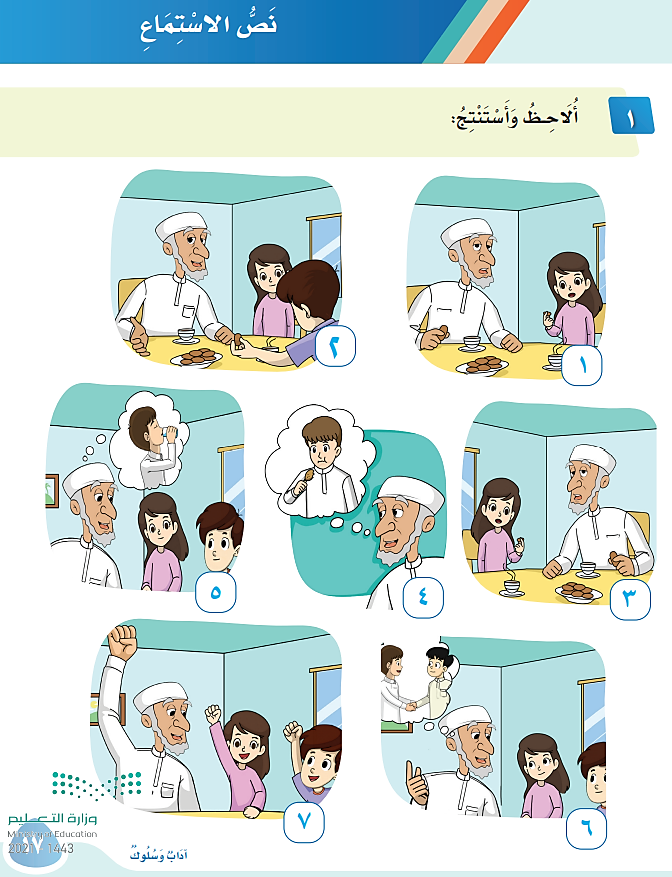 نَصُّ الاسْتِمَاعِ
١
أُلَاحِظُ وَأَسْتَنْتِجُ:
١
٢
٣
٤
٥
٦
٧
وزارة التعليم
Ministry of Education
2021 - 1443
آدَابٌ وَسُلُوكٌ